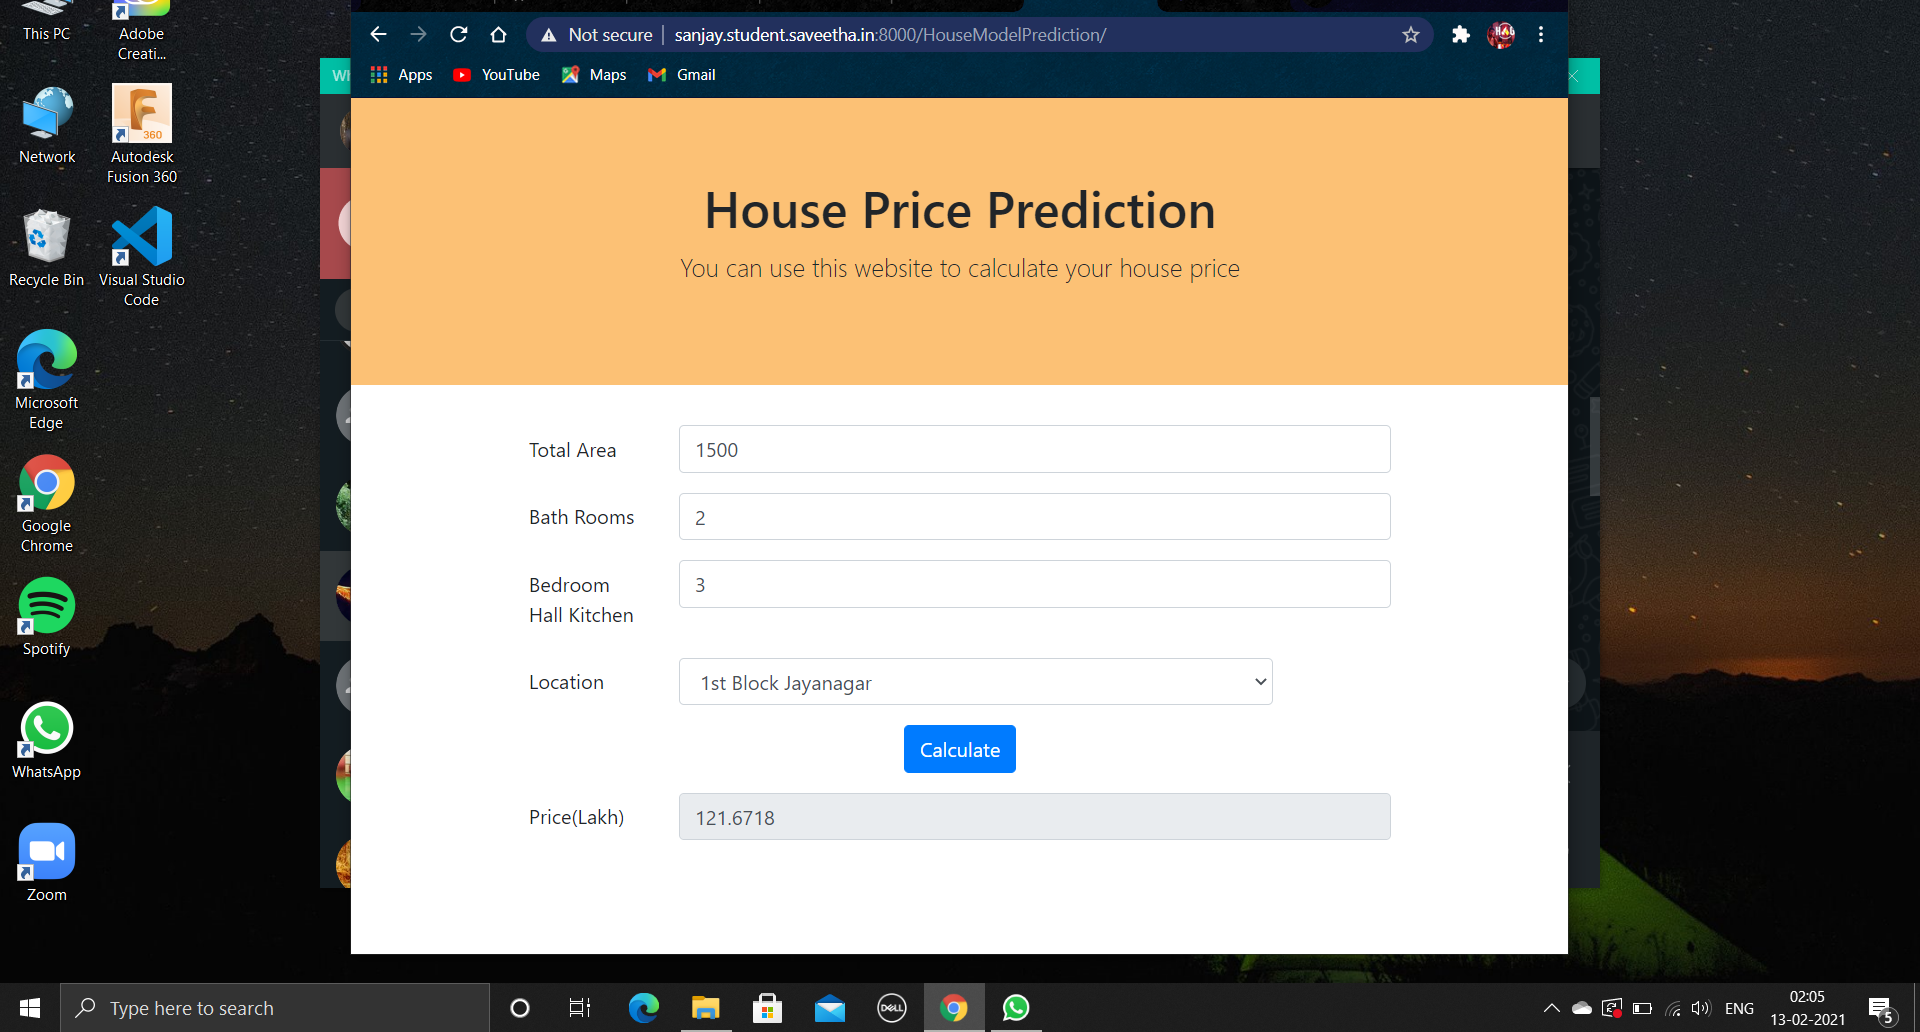 This PC
Adobe
Creati...
Network
360
Autodesk
Fusion 360
Recycle Bin
Visual Studio
Code
Microsoft
Edge
Google
Chrome
Spotify
WhatsApp
Zoom
Not secure
sanjay.student.saveetha.in:8000/HouseModelPrediction/
Apps
YouTube
Maps
Gmail
House Price Prediction
You can use this website to calculate your house price
Total Area
1500
Bath Rooms
2
Bedroom
Hall Kitchen
3
Location
1st Block Jayanagar
Calculate
Price(Lakh)
121.6718
Type here to search
DELL
ENG
02:05
13-02-2021
5